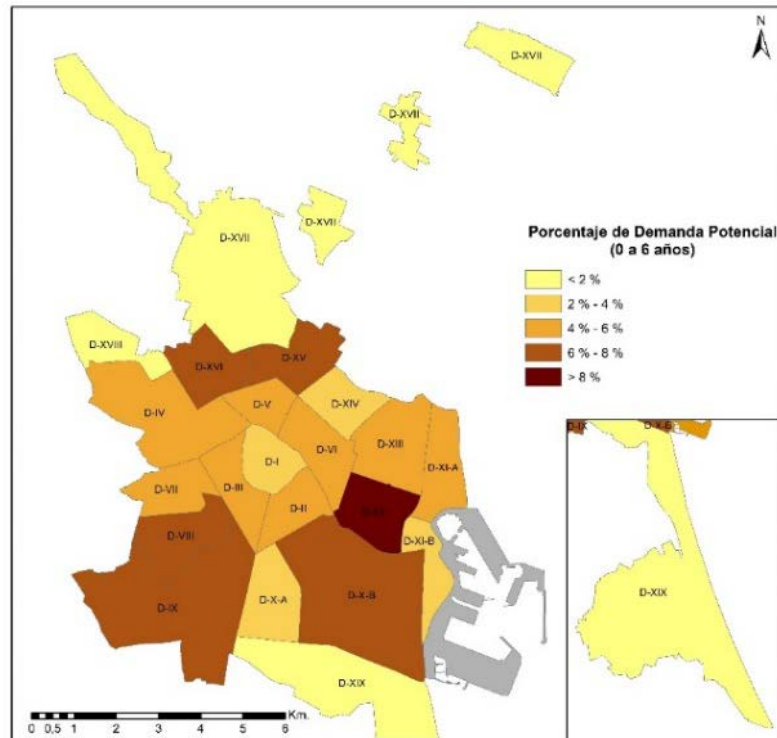 D-XVII
N
D-XVII
D-XVII
D-XVII
Porcentaje de Demanda Potencial
(0 a 6 años)
< 2 %
2 % - 4 %
4 % - 6 %
6 % - 8 %
> 8 %
D-XVIII
D-XVI
D-XV
D-IV
D-V
D-XIV
D-I
D-VI
D-XIII
D-XI-A
D-VII
D-III
D-II
D-VIII
D-XI-B
D-IX
D-X-A
D-X-B
D-XIX
Km.
0 0,5 1 2 3 4 5 6
D-IX
D-X-B
D-XIX